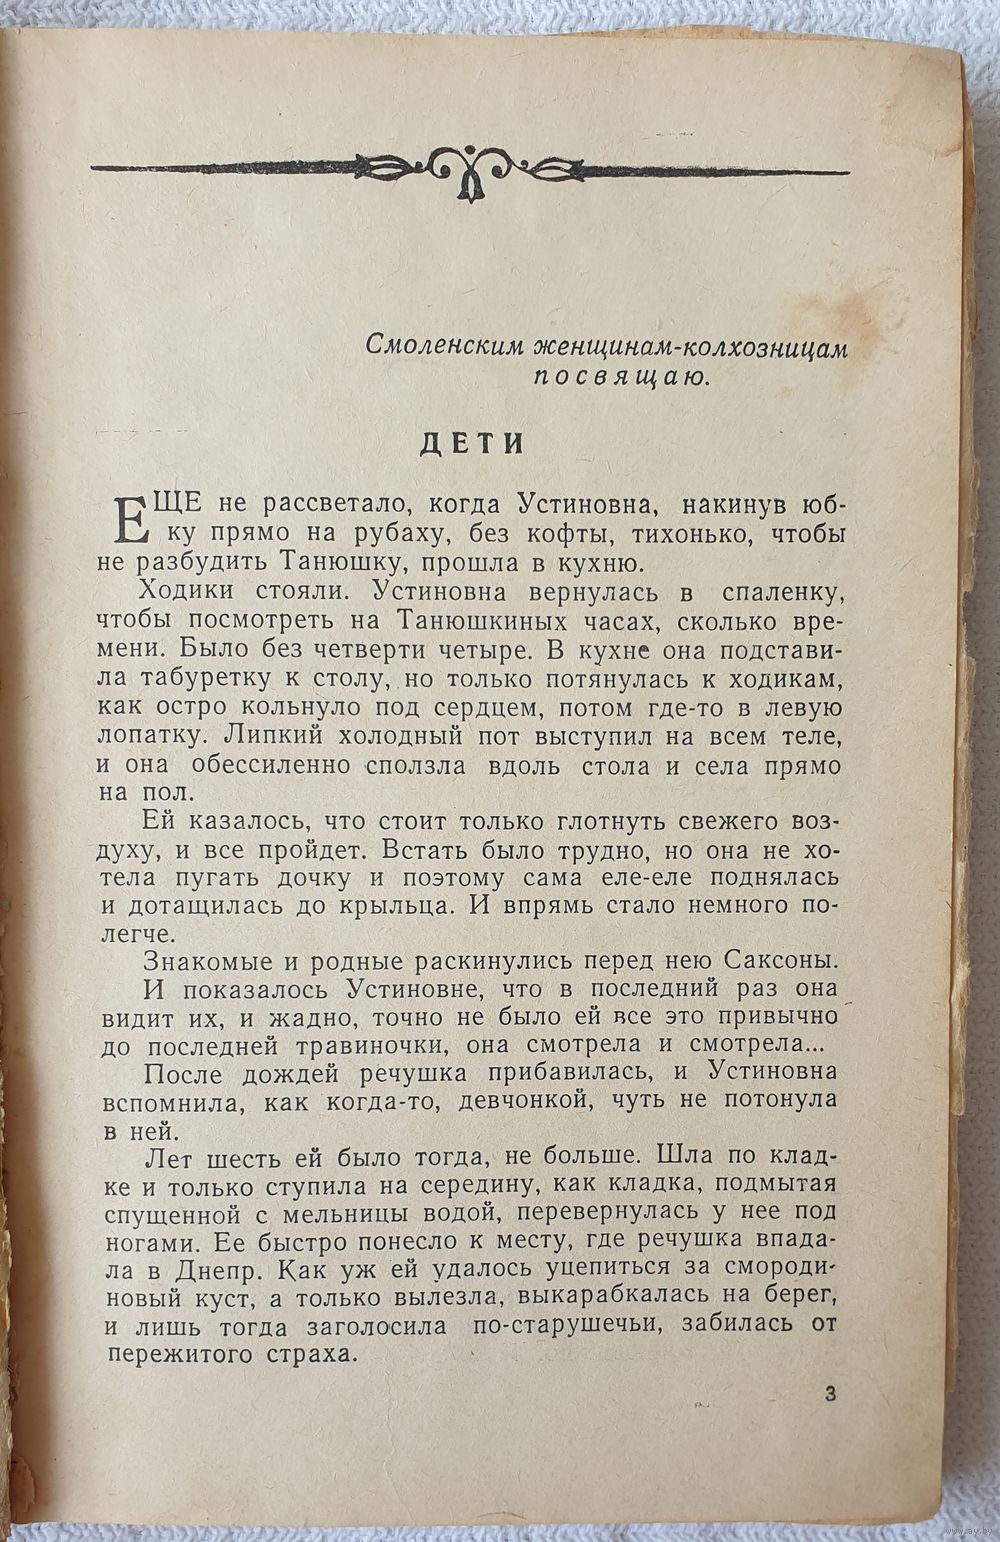 Смоленским женщинам-колхозницам
посвящаю.
ДЕТИ
ЕЩЕ не рассветало, когда Устиновна, накинув юб-
ку прямо на рубаху, без кофты, тихонько, чтобы
не разбудить Танюшку, прошла в кухню.
Ходики стояли. Устиновна вернулась в спаленку,
чтобы посмотреть на Танюшкиных часах, сколько вре-
мени. Было без четверти четыре. В кухне она подстави-
ла табуретку к столу, но только потянулась к ходикам,
как остро кольнуло под сердцем, потом где-то в левую
лопатку. Липкий холодный пот выступил на всем теле,
и она обессиленно сползла вдоль стола и села прямо
на пол.
Ей казалось, что стоит только глотнуть свежего воз-
духу, и все пройдет. Встать было трудно, но она не хо-
тела пугать дочку и поэтому сама еле-еле поднялась
и дотащилась до крыльца. И впрямь стало немного по-
легче.
Знакомые и родные раскинулись перед нею Саксоны.
И показалось Устиновне, что в последний раз она
видит их, и жадно, точно не было ей все это привычно
до последней травиночки, она смотрела и смотрела...
После дождей речушка прибавилась, и Устиновна
вспомнила, как когда-то, девчонкой, чуть не потонула
в ней.
Лет шесть ей было тогда, не больше. Шла по клад-
ке и только ступила на середину, как кладка, подмытая
спущенной с мельницы водой, перевернулась у нее под
ногами. Ее быстро понесло к месту, где речушка впада-
ла в Днепр. Как уж ей удалось уцепиться за смороди-
новый куст, а только вылезла, выкарабкалась на берег,
и лишь тогда заголосила по-старушечьи, забилась от
пережитого страха.
3
www.ay.by